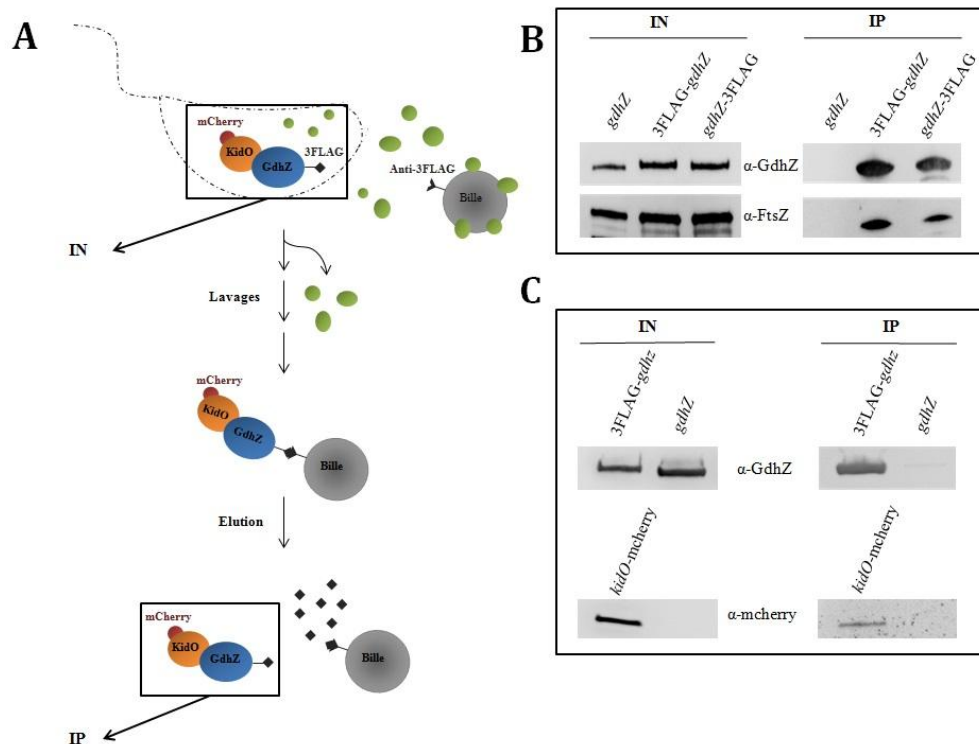 A
mCherry
KidO
GdhZ
3FLAG
Anti-3FLAG
Bille
IN
Lavages
mCherry
KidO
GdhZ
Bille
Elution
mCherry
KidO
GdhZ
Bille
IP
B
IN
IP
gdhZ
3FLAG-gdhZ
gdhZ-3FLAG
gdhZ
3FLAG-gdhZ
gdhZ-3FLAG
α-GdhZ
α-FtsZ
C
IN
IP
3FLAG-gdhz
gdhZ
3FLAG-gdhZ
gdhZ
α-GdhZ
kidO-mcherry
kidO-mcherry
α-mcherry